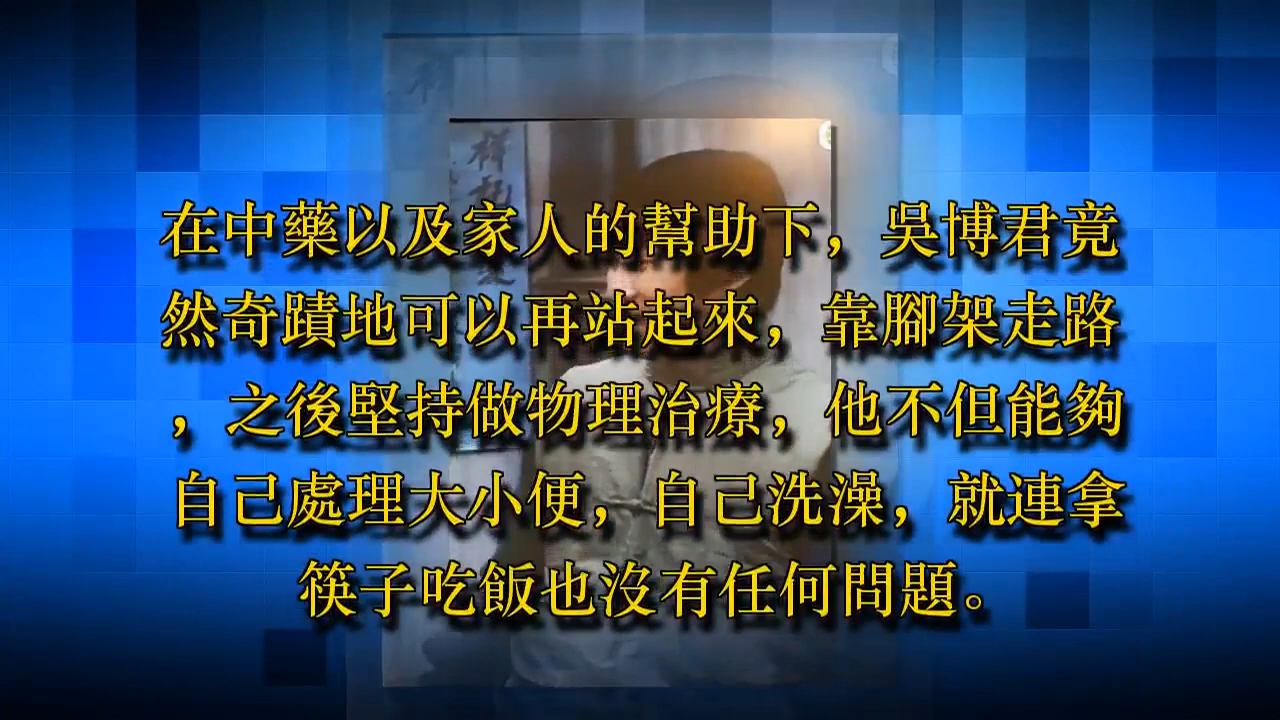 在中藥以及家人的幫助下，吳博君竟
然奇蹟地可以再站起來，靠腳架走路
，之後堅持做物理治療，他不但能夠
自己處理大小便，自己洗澡，就連拿
筷子吃飯也沒有任何問題。